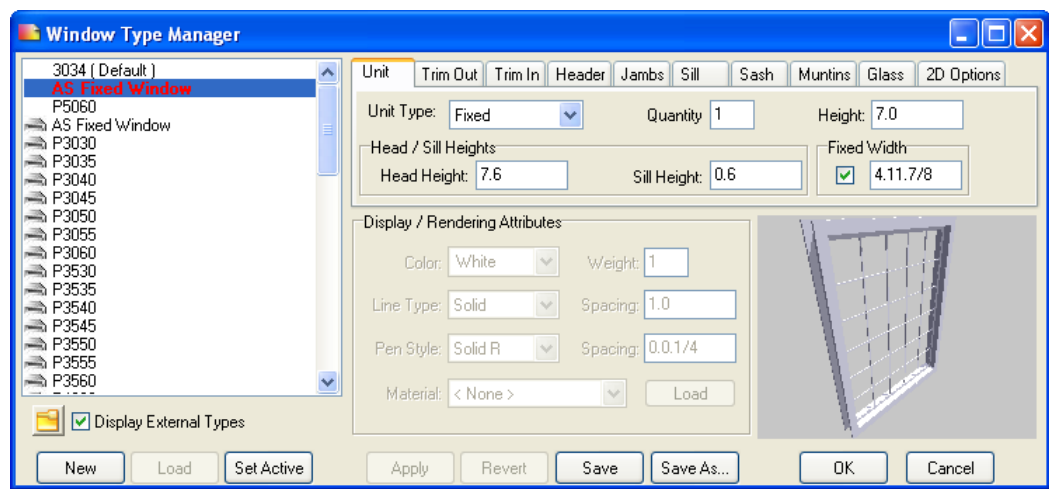 Window Type Manager
3034 ( Default )
AS Fixed Window
P5060
AS Fixed Window
P3030
P3035
P3040
P3045
P3050
P3055
P3060
P3530
P3535
P3540
P3545
P3550
P3555
P3560
Display External Types
New Load Set Active
Unit Trim Out Trim In Header Jambs Sill Sash Muntins Glass 2D Options
Unit Type: Fixed Quantity 1 Height: 7.0
Head / Sill Heights Fixed Width
Head Height: 7.6 Sill Height: 0.6 4.11.7/8
Display / Rendering Attributes
Color: White Weight: 1
Line Type: Solid Spacing: 1.0
Pen Style: Solid R Spacing: 0.0.1/4
Material: < None > Load
Apply Revert Save Save As... OK Cancel